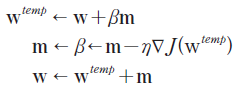 w^temp ← w + βm
m ← β ← m − η∇J(w^temp)
w ← w^temp + m